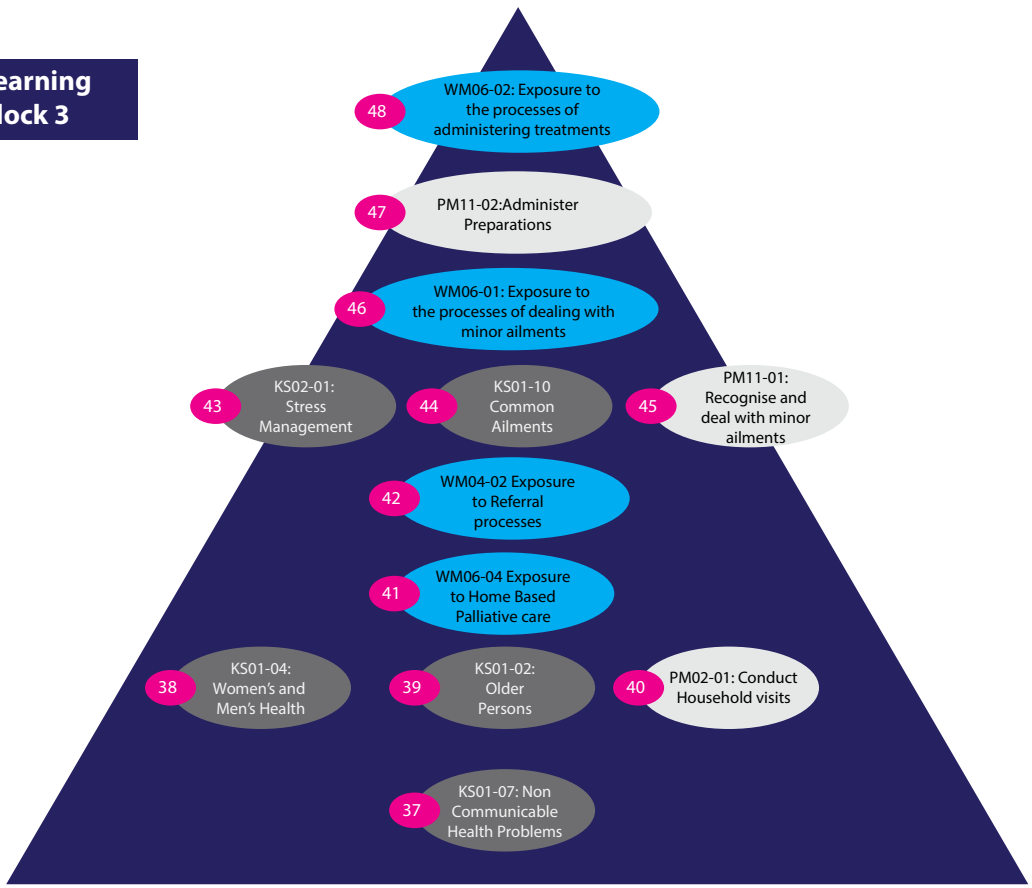 earning
lock 3
48
WM06-02: Exposure to
the processes of
administering treatments
47
PM11-02:Administer
Preparations
46
WM06-01: Exposure to
the processes of dealing with
minor ailments
43
KS02-01:
Stress
Management
44
KS01-10
Common
Ailments
45
PM11-01:
Recognise and
deal with minor
ailments
42
WM04-02 Exposure
to Referral
processes
41
WM06-04 Exposure
to Home Based
Palliative care
38
KS01-04:
Women’s and
Men’s Health
39
KS01-02:
Older
Persons
40
PM02-01: Conduct
Household visits
37
KS01-07: Non
Communicable
Health Problems